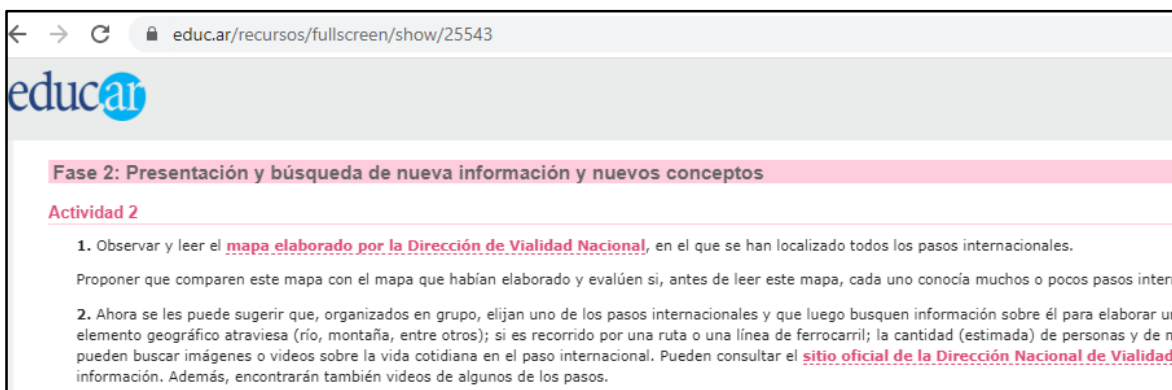 educ.ar/recursos/fullscreen/show/25543
educar
Fase 2: Presentación y búsqueda de nueva información y nuevos conceptos
Actividad 2
1. Observar y leer el mapa elaborado por la Dirección de Vialidad Nacional, en el que se han localizado todos los pasos internacionales.
Proponer que comparen este mapa con el mapa que habían elaborado y evalúen si, antes de leer este mapa, cada uno conocía muchos o pocos pasos
2. Ahora se les puede sugerir que, organizados en grupo, elijan uno de los pasos internacionales y que luego busquen información sobre él para elaborar
elemento geográfico atraviesa (río, montaña, entre otros); si es recorrido por una ruta o una línea de ferrocarril; la cantidad (estimada) de personas y de
pueden buscar imágenes o videos sobre la vida cotidiana en el paso internacional. Pueden consultar el sitio oficial de la Dirección Nacional de Vialidad
información. Además, encontrarán también videos de algunos de los pasos.